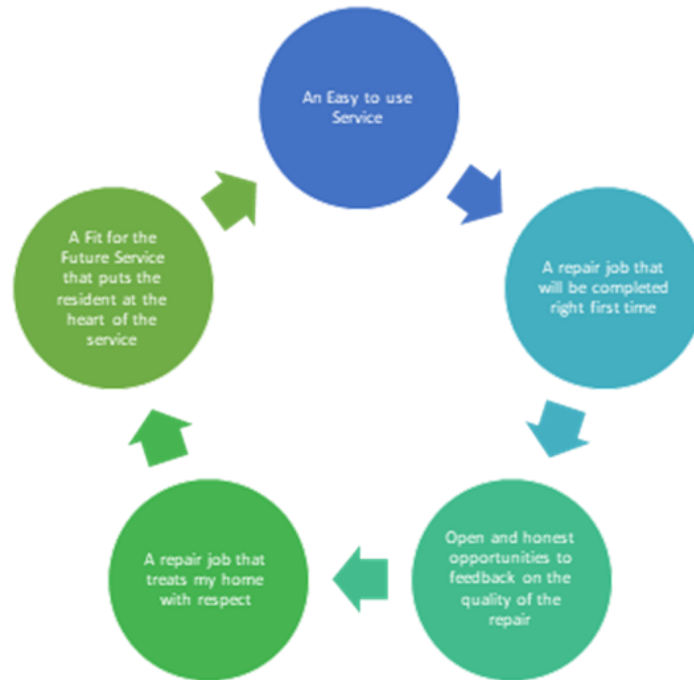 An Easy to use
Service
A repair job that
will be completed
right first time
Open and honest
opportunities to
feedback on the
quality of the
repair
A repair job that
treats my home
with respect
A Fit for the
Future Service
that puts the
resident at the
heart of the
service